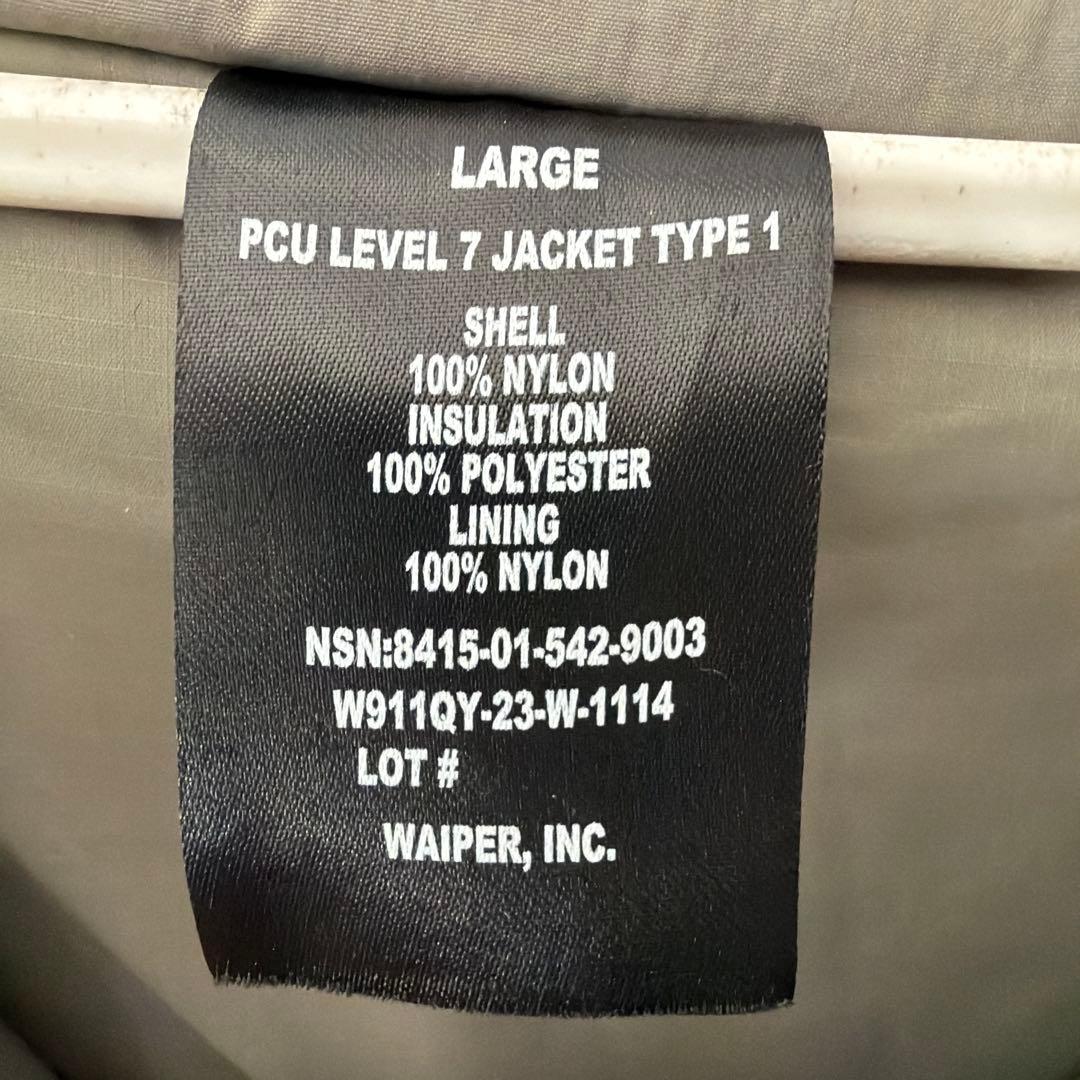 LARGE
PCU LEVEL 7 JACKET TYPE 1
SHELL
100% NYLON
INSULATION
100% POLYESTER
LINING
100% NYLON
NSN:8415-01-542-9003
W911QY-23-W-1114
LOT #
WAIPER, INC.